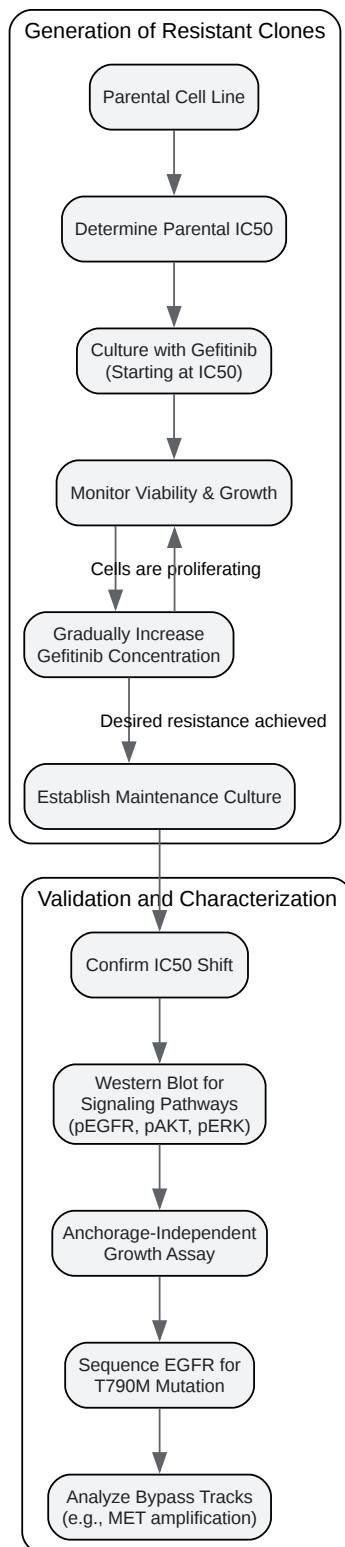 Generation of Resistant Clones
Parental Cell Line
Determine Parental IC50
Culture with Gefitinib
(Starting at IC50)
Monitor Viability & Growth
Cells are proliferating
Gradually Increase
Gefitinib Concentration
Desired resistance achieved
Establish Maintenance Culture
Validation and Characterization
Confirm IC50 Shift
Western Blot for
Signaling Pathways
(pEGFR, pAKT, pERK)
Anchorage-Independent
Growth Assay
Sequence EGFR for
T790M Mutation
Analyze Bypass Tracks
(e.g., MET amplification)